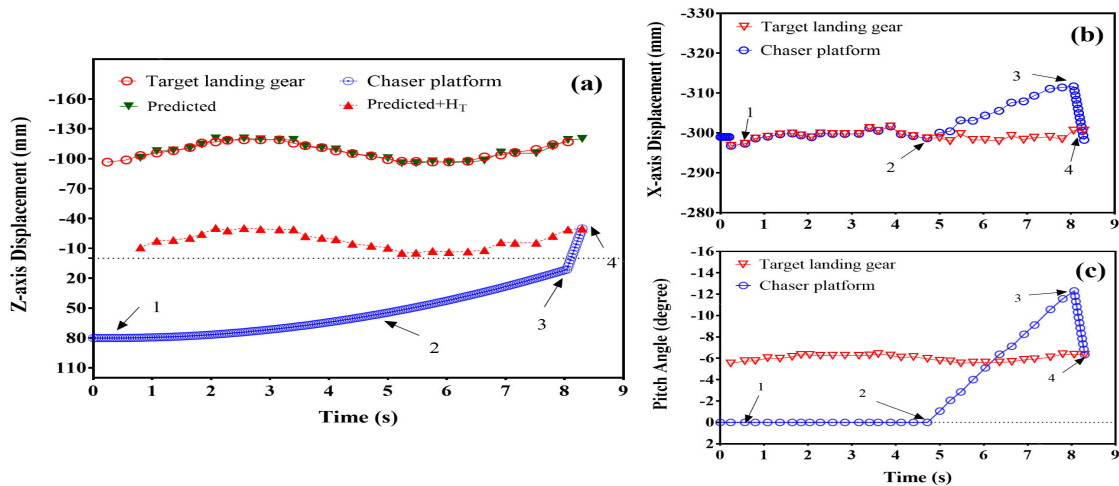 (a)
Target landing gear
Chaser platform
Predicted
Predicted+H_T
Z-axis Displacement (mm)
-160
-130
-100
-70
-40
-10
20
50
80
110
1
2
3
4
0 1 2 3 4 5 6 7 8 9
Time (s)
(b)
Target landing gear
Chaser platform
X-axis Displacement (mm)
-330
-320
-310
-300
-290
-280
1
2
3
4
0 1 2 3 4 5 6 7 8 9
(c)
Target landing gear
Chaser platform
Pitch Angle (degree)
-16
-14
-12
-10
-8
-6
-4
-2
0
2
1
2
3
4
0 1 2 3 4 5 6 7 8 9
Time (s)